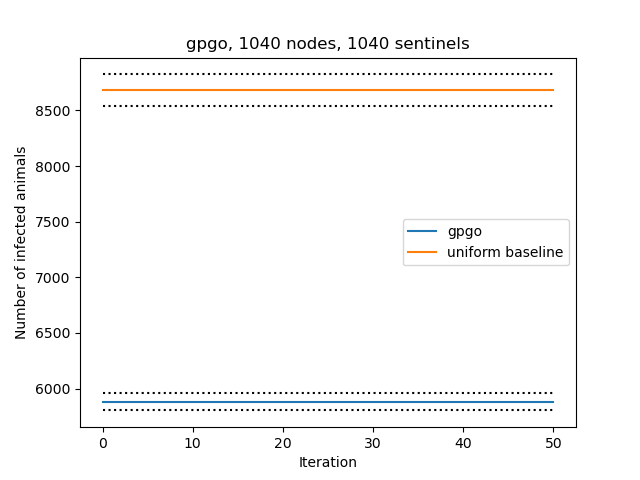 gpgo, 1040 nodes, 1040 sentinels
8500
8000
7500
7000
6500
6000
Number of infected animals
gpgo
uniform baseline
0 10 20 30 40 50
Iteration